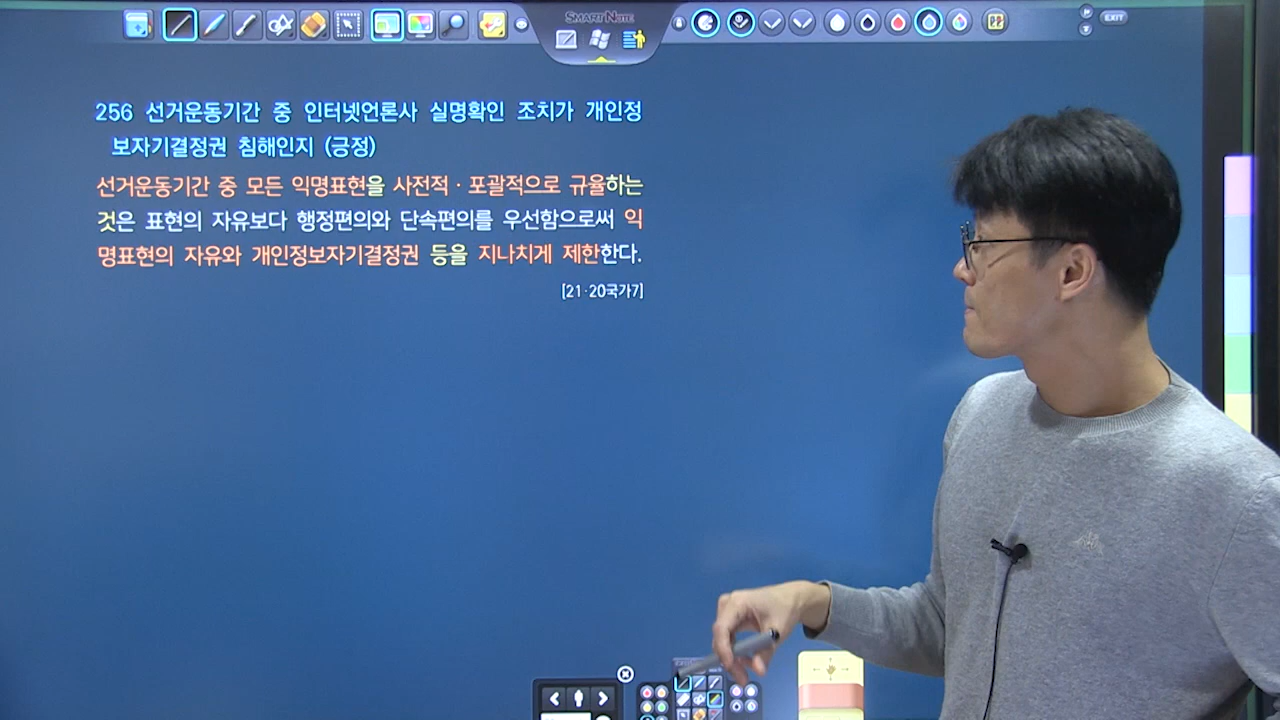 SMARTNOTE
EXIT
256 선거운동기간 중 인터넷언론사 실명확인 조치가 개인정
보자기결정권 침해인지 (긍정)
선거운동기간 중 모든 익명표현을 사전적·포괄적으로 규율하는
것은 표현의 자유보다 행정편의와 단속편의를 우선함으로써 익
명표현의 자유와 개인정보자기결정권 등을 지나치게 제한한다.
[21·20국가7]